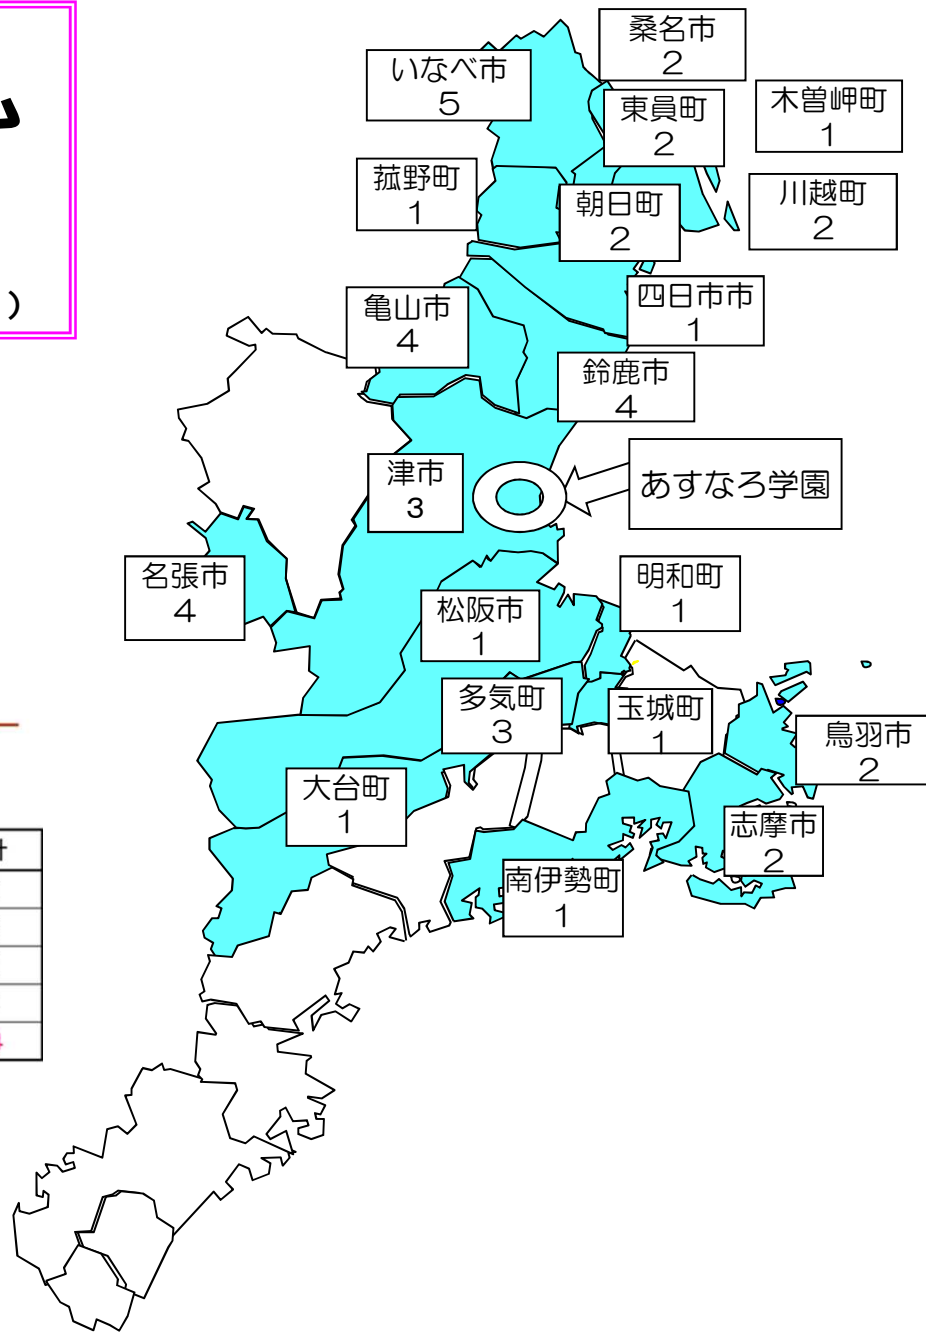 桑名市
2
いなべ市
5
東員町
2
木曽岬町
1
菰野町
1
朝日町
2
川越町
2
四日市市
1
亀山市
4
鈴鹿市
4
津市
3
あすなろ学園
名張市
4
明和町
1
松阪市
1
多気町
3
玉城町
1
鳥羽市
2
大台町
1
志摩市
2
南伊勢町
1
)